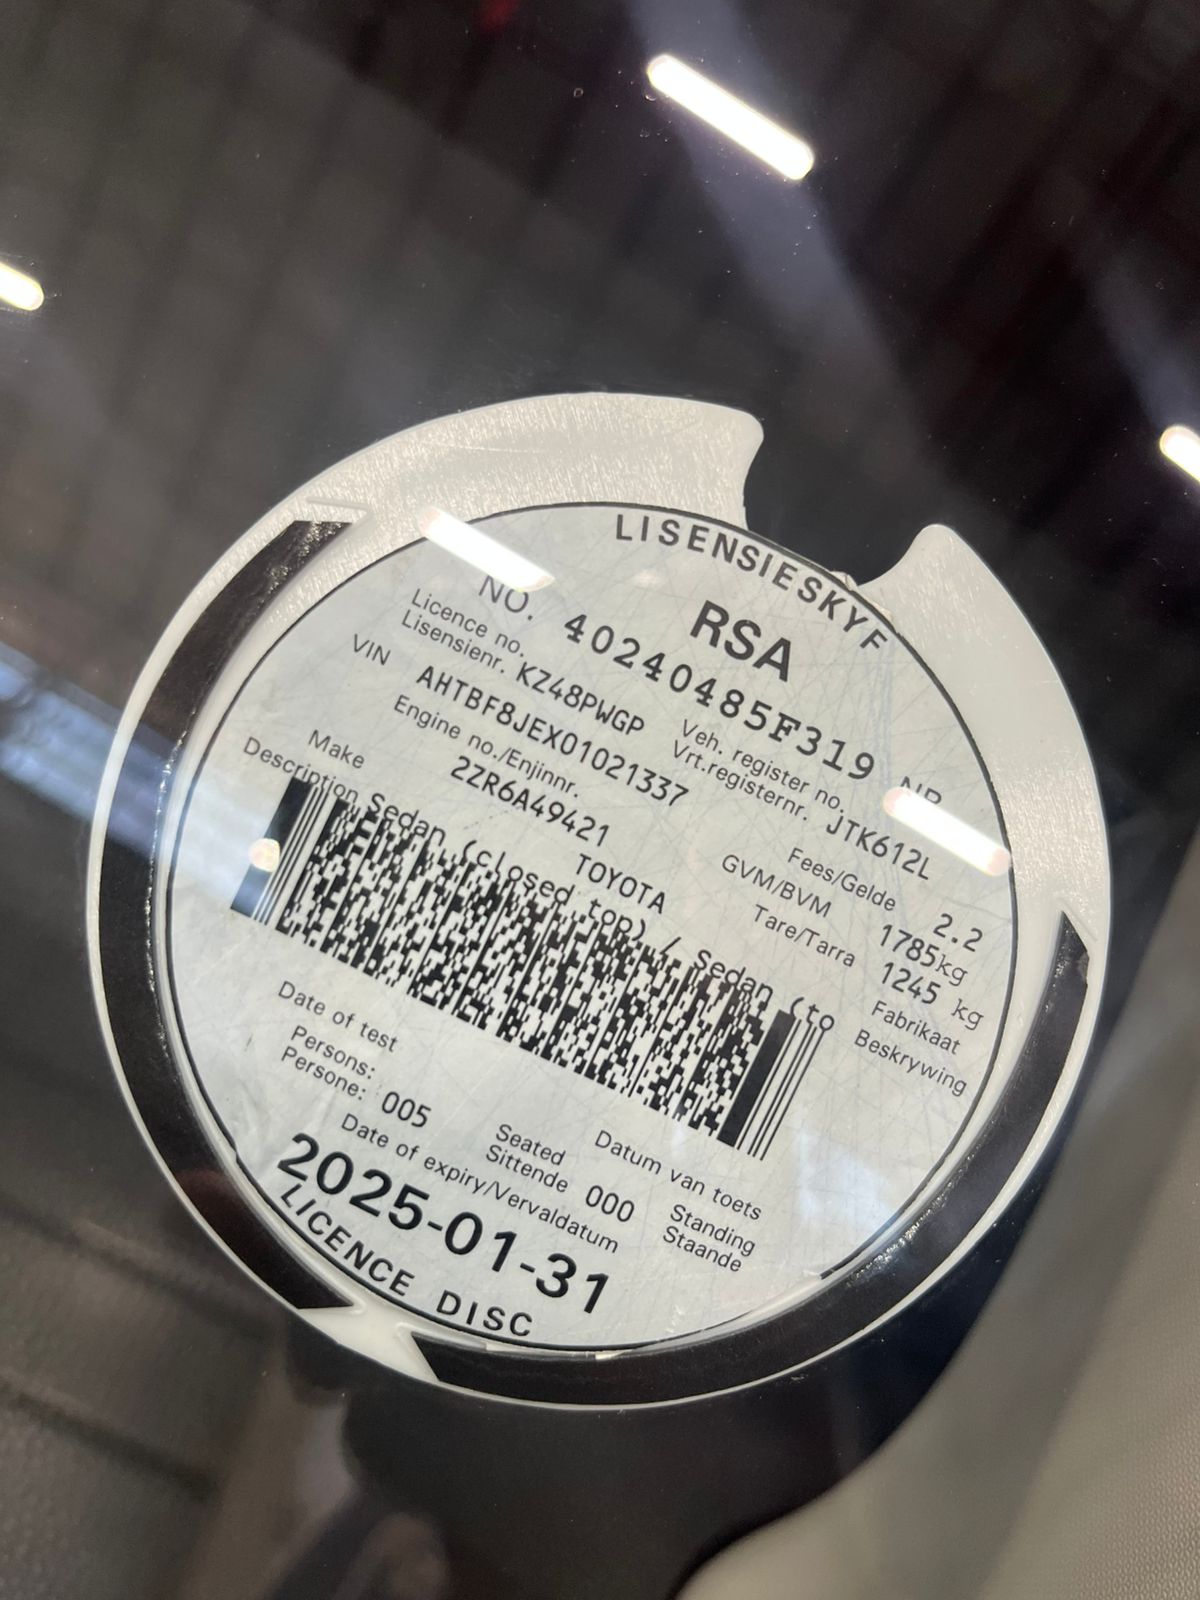 LISENSIESKYF
RSA
NO. 40240485F319 NR
Licence no.
Lisensienr. KZ48PWGP
Veh. register no.
Vrt.registernr. JTK612L
VIN AHTBF8JEX01021337
Engine no./Enjinnr.
2ZR6A49421
Fees/Gelde 2.2
GVM/BVM 1785kg
Tare/Tarra 1245 kg
Make TOYOTA Fabrikaat
Description Sedan (closed top) / Sedan (to Beskrywing
Date of test Datum van toets
Persons:
Persone: 005
Seated
Sittende 000
Standing
Staande
Date of expiry/Vervaldatum
2025-01-31
LICENCE DISC